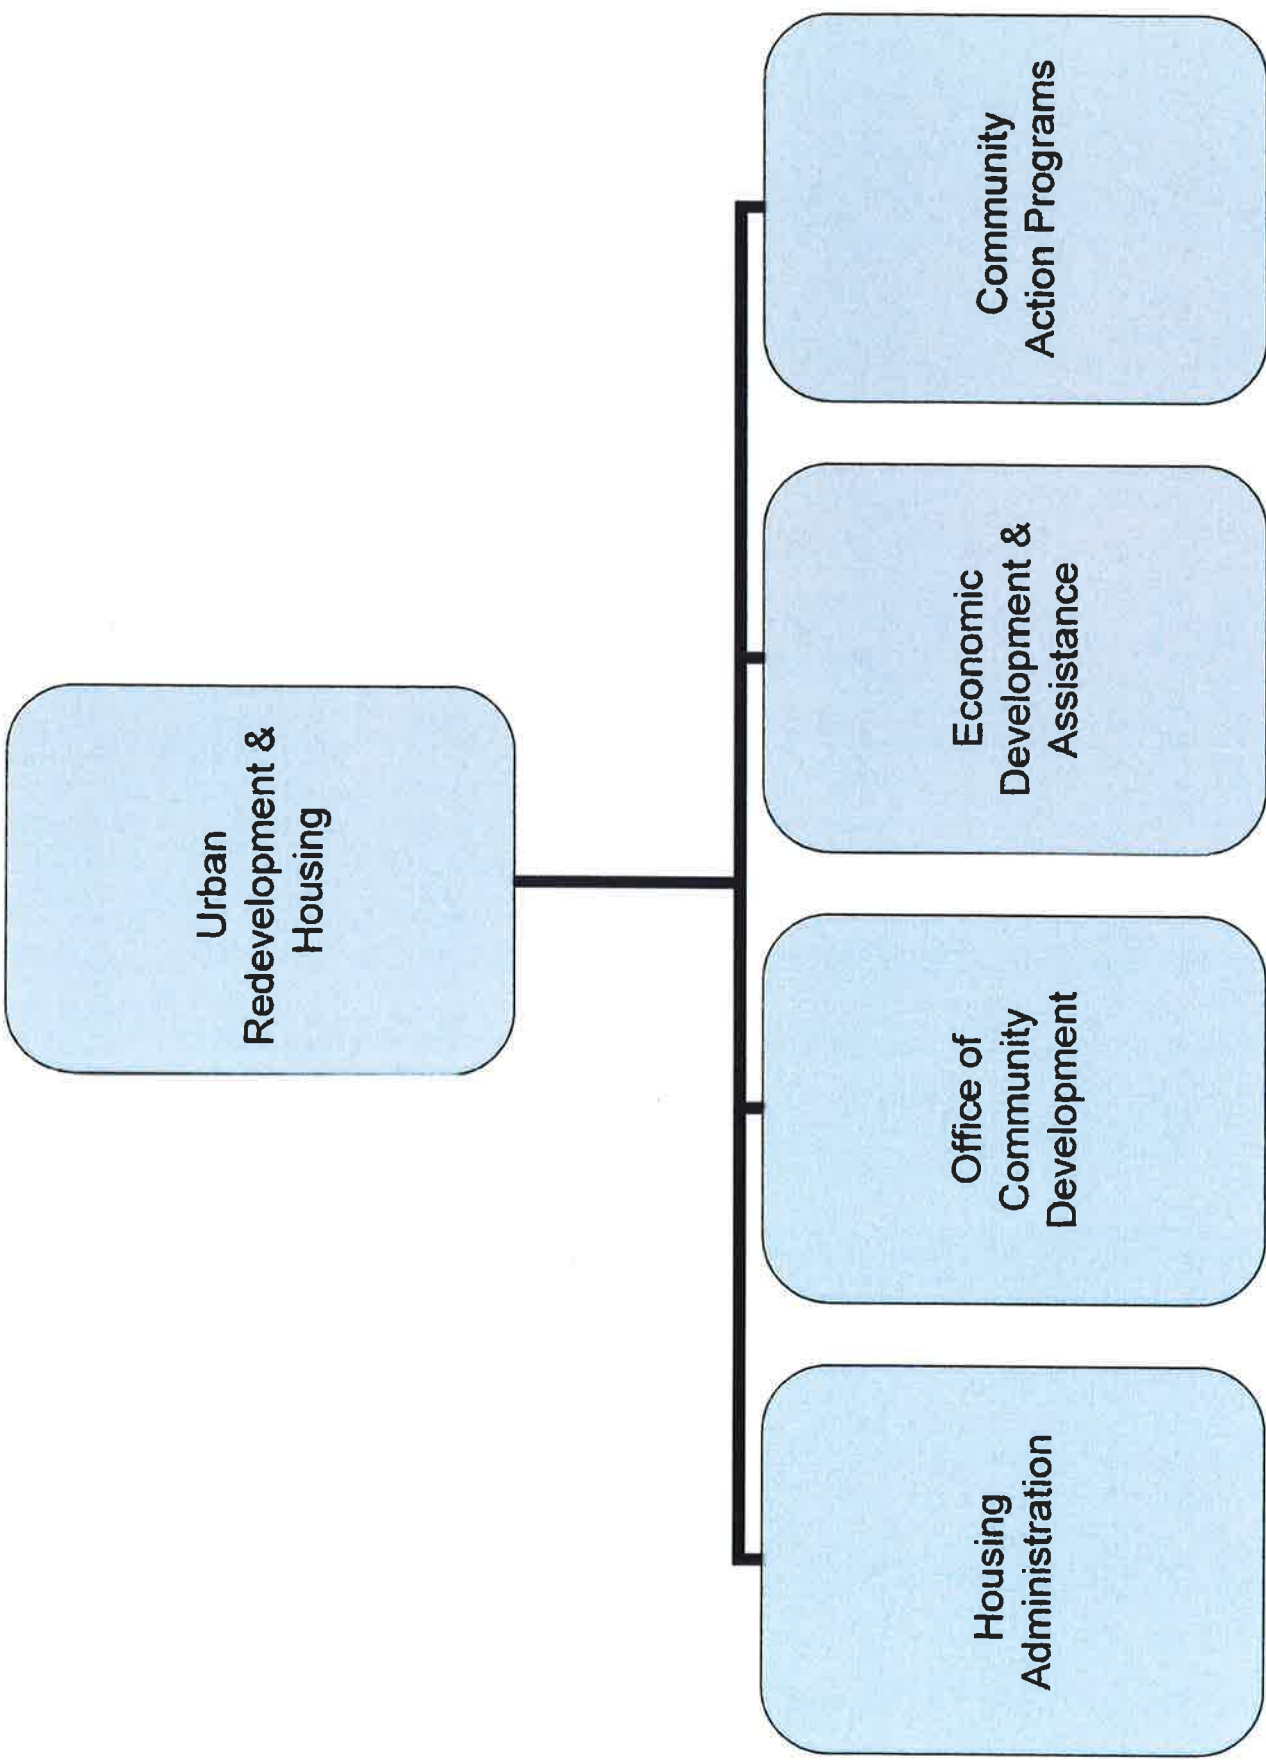 Urban
Redevelopment &
Housing
Housing
Administration
Office of
Community
Development
Economic
Development &
Assistance
Community
Action Programs